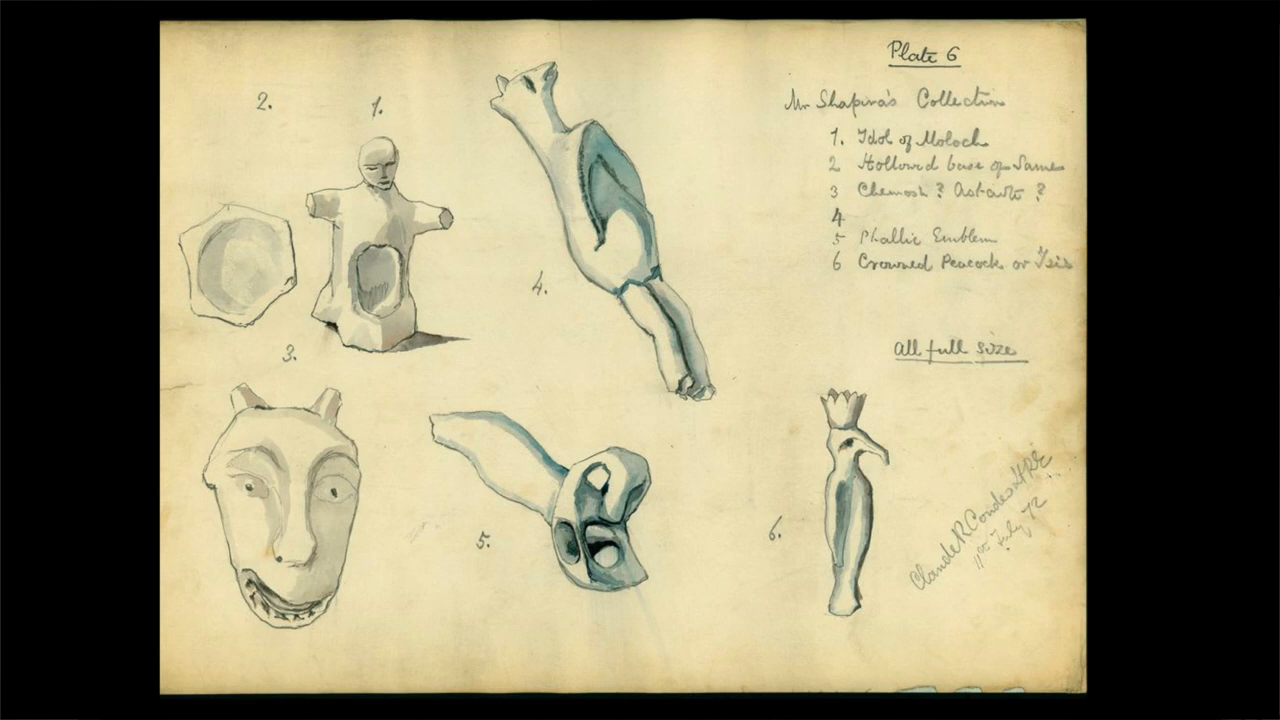 Plate 6
Mr Shapira's Collection
1. Idol of Moloch
2 Hollowed base of Same
3 Chemosh? Astarte?
4
5 Phallic Emblem
6 Crowned Peacock or Isis
All full size
2.
1.
4.
3.
5.
6.
Claude R. Conder RE
11th July 72